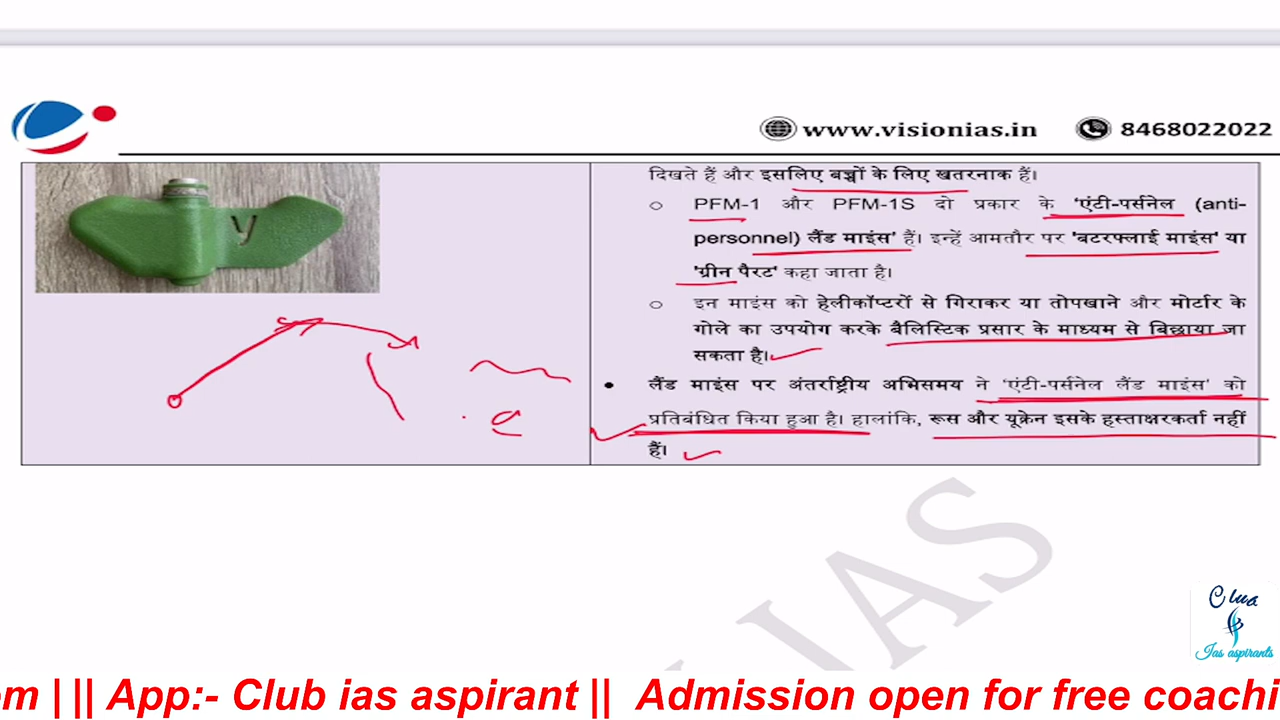 www.visionias.in
8468022022
दिखते हैं और इसलिए बच्चों के लिए खतरनाक हैं।
o PFM-1 और PFM-1S दो प्रकार के 'एंटी-पर्सनेल (anti-
personnel) लैंड माइंस' हैं। इन्हें आमतौर पर 'बटरफ्लाई माइंस' या
'ग्रीन पैरट' कहा जाता है।
o इन माइंस को हेलीकॉप्टरों से गिराकर या तोपखाने और मोर्टार के
गोले का उपयोग करके बैलिस्टिक प्रसार के माध्यम से बिछाया जा
सकता है।
• लैंड माइंस पर अंतर्राष्ट्रीय अभिसमय ने 'एंटी-पर्सनेल लैंड माइंस' को
प्रतिबंधित किया हुआ है। हालांकि, रूस और यूक्रेन इसके हस्ताक्षरकर्ता नहीं
हैं।
IAS
Club
Ias aspirants
om | || App:- Club ias aspirant || Admission open for free coachi